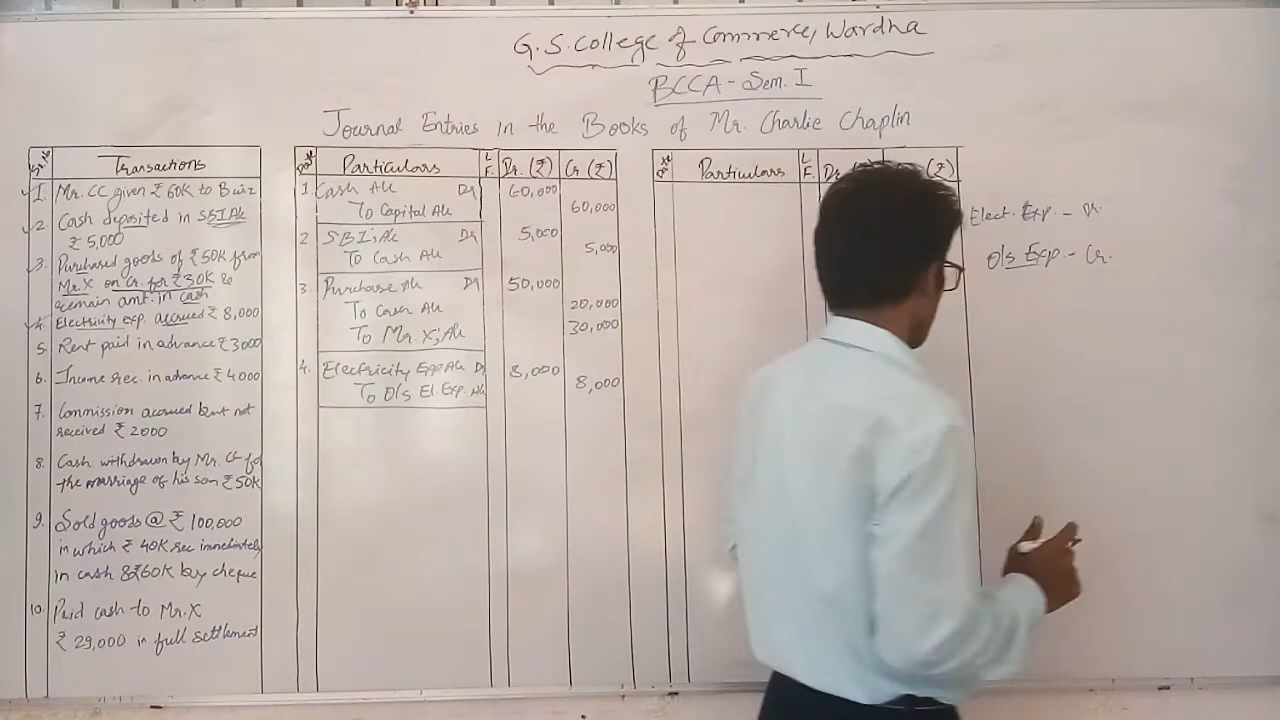 G.S. College of Commerce, Wardha
BCCA - Sem. I
Journal Entries in the Books of Mr. Charlie Chaplin
Sr. No Transactions
1. Mr. CC given ₹ 60K to Buiz
2. Cash deposited in SBI A/c
₹ 5,000
3. Purchased goods of ₹ 50K from
Mr. X on Cr. for ₹ 30K &
remain amt. in cash
4. Electricity exp. accrued ₹ 8,000
5. Rent paid in advance ₹ 3000
6. Income rec. in advance ₹ 4000
7. Commission accrued but not
received ₹ 2000
8. Cash withdrawn by Mr. CC for
the marriage of his son ₹ 50K
9. Sold goods @ ₹ 100,000
in which ₹ 40K rec immediately
in cash & ₹ 60K by cheque
10. Paid cash to Mr. X
₹ 29,000 in full settlement
Date Particulars L.F. Dr. (₹) Cr (₹)
1 Cash A/c Dr 60,000
To Capital A/c 60,000
2 SBI's A/c Dr 5,000
To Cash A/c 5,000
3. Purchase A/c Dr 50,000
To Cash A/c 20,000
To Mr. X's A/c 30,000
4. Electricity Exp A/c Dr 8,000
To O/s El. Exp. A/c 8,000
Date Particulars L.F. Dr (₹)
Elect. Exp. - Dr.
O/s Exp. - Cr.